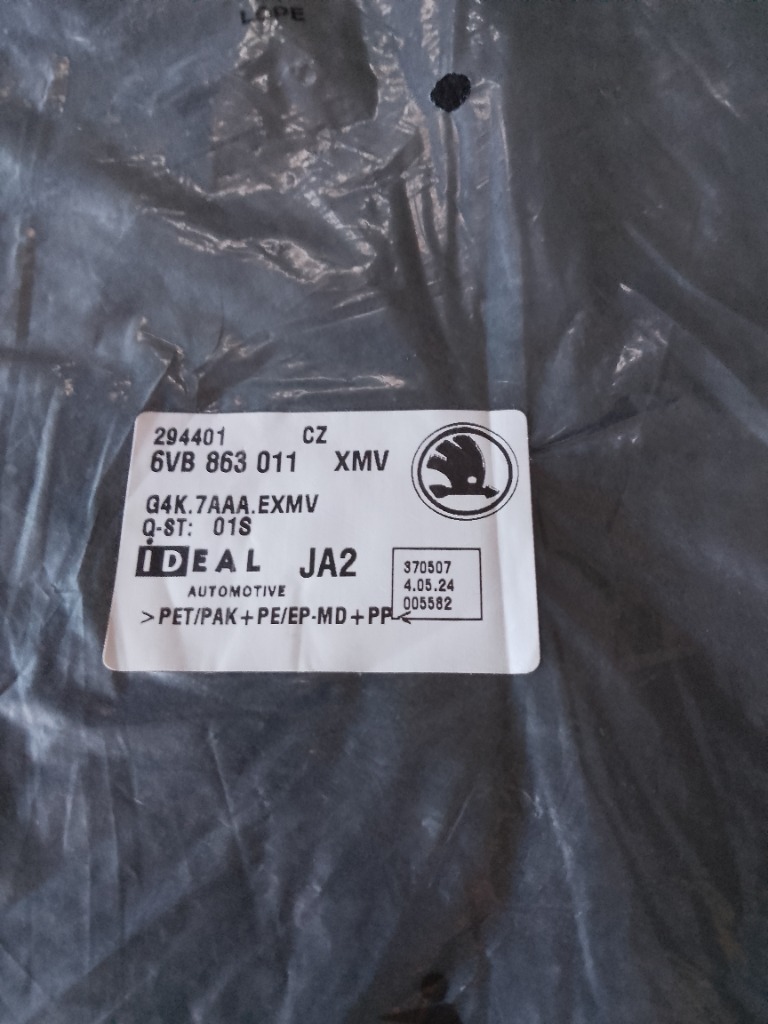 LOPE
294401 CZ
6VB 863 011 XMV
G4K.7AAA.EXMV
Q-ST: 01S
IDEAL JA2
AUTOMOTIVE
370507
4.05.24
005582
>PET/PAK+PE/EP-MD+PP<